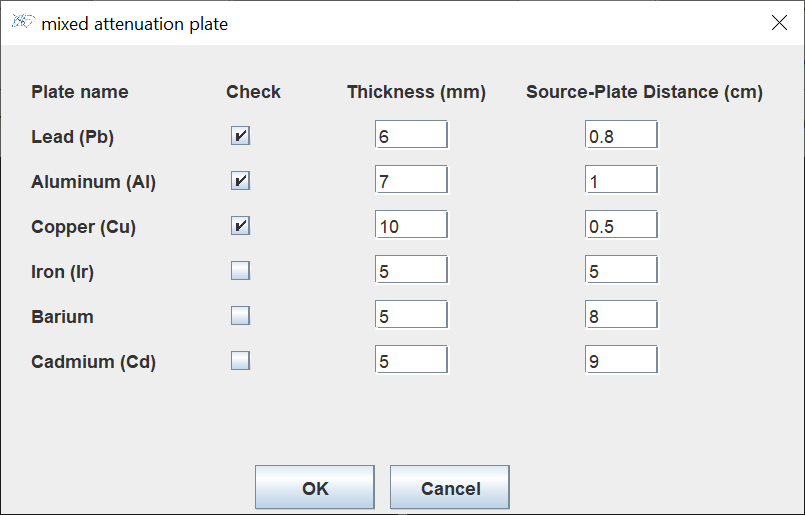 mixed attenuation plate
Plate name Check Thickness (mm) Source-Plate Distance (cm)
Lead (Pb) 6 0.8
Aluminum (Al) 7 1
Copper (Cu) 10 0.5
Iron (Ir) 5 5
Barium 5 8
Cadmium (Cd) 5 9
OK Cancel